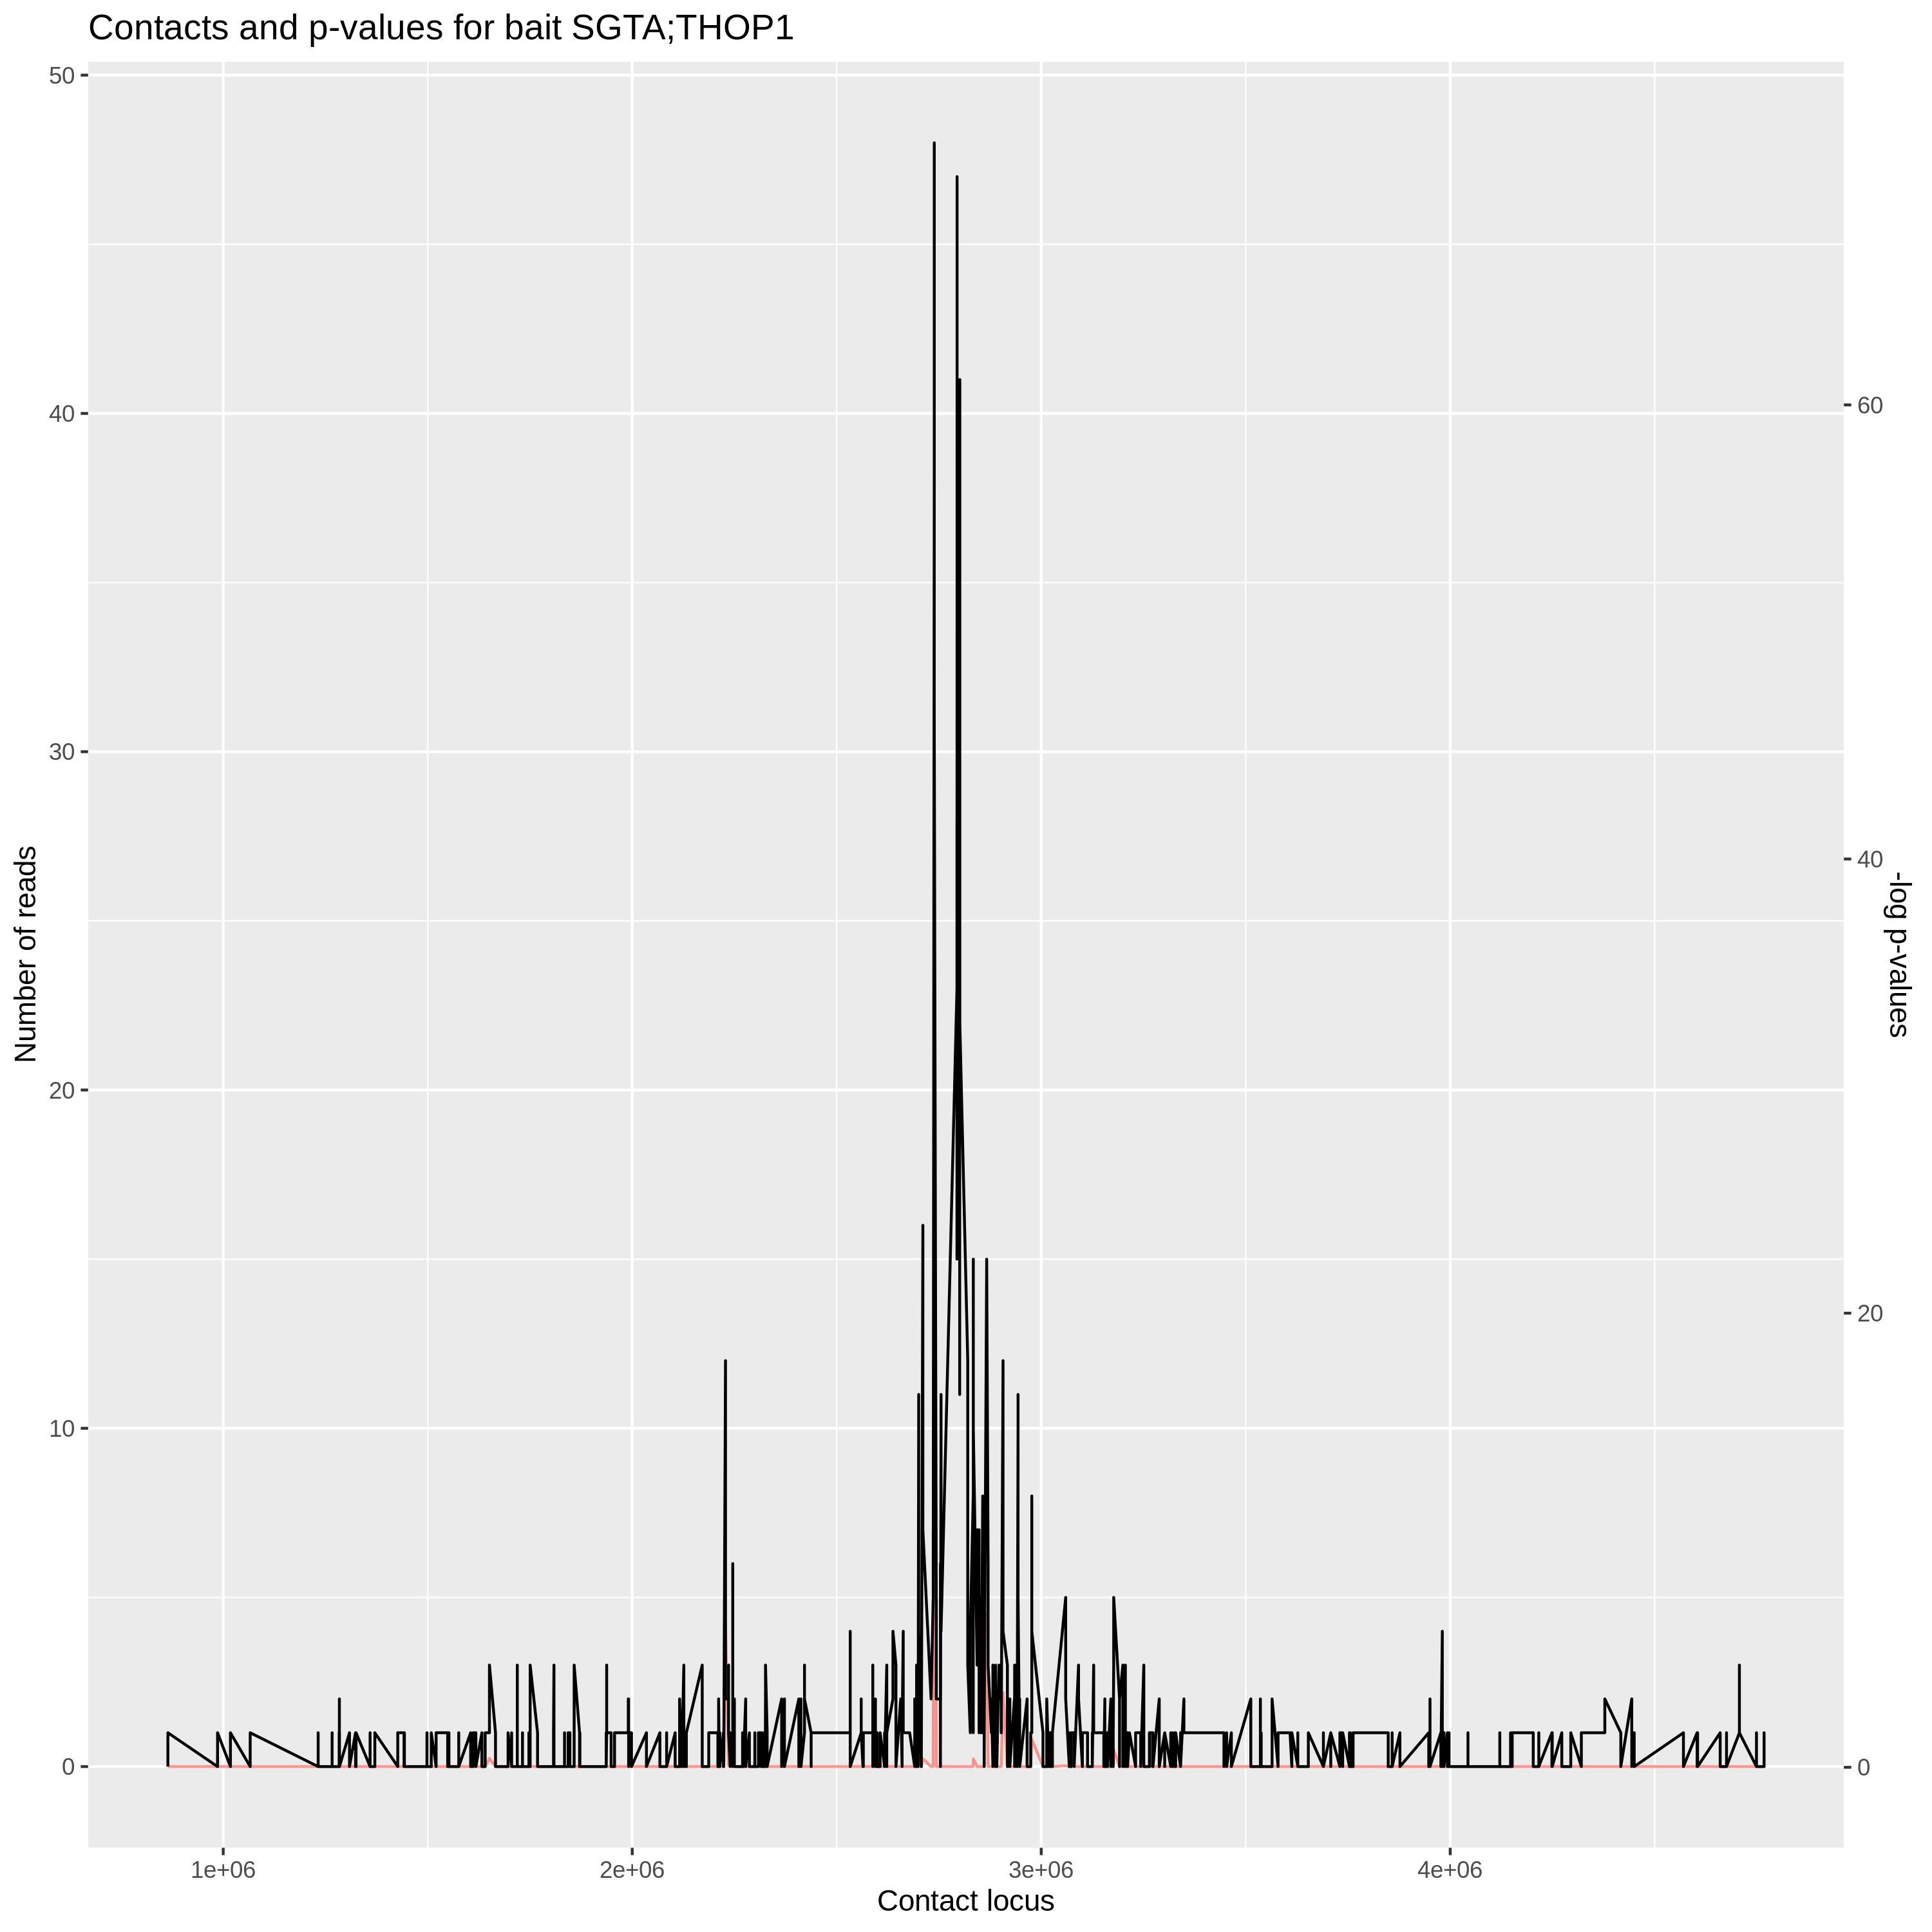 Contacts and p-values for bait SGTA;THOP1
50
40
30
20
10
0
Number of reads
60
40
20
0
-log p-values
1e+06
2e+06
3e+06
4e+06
Contact locus